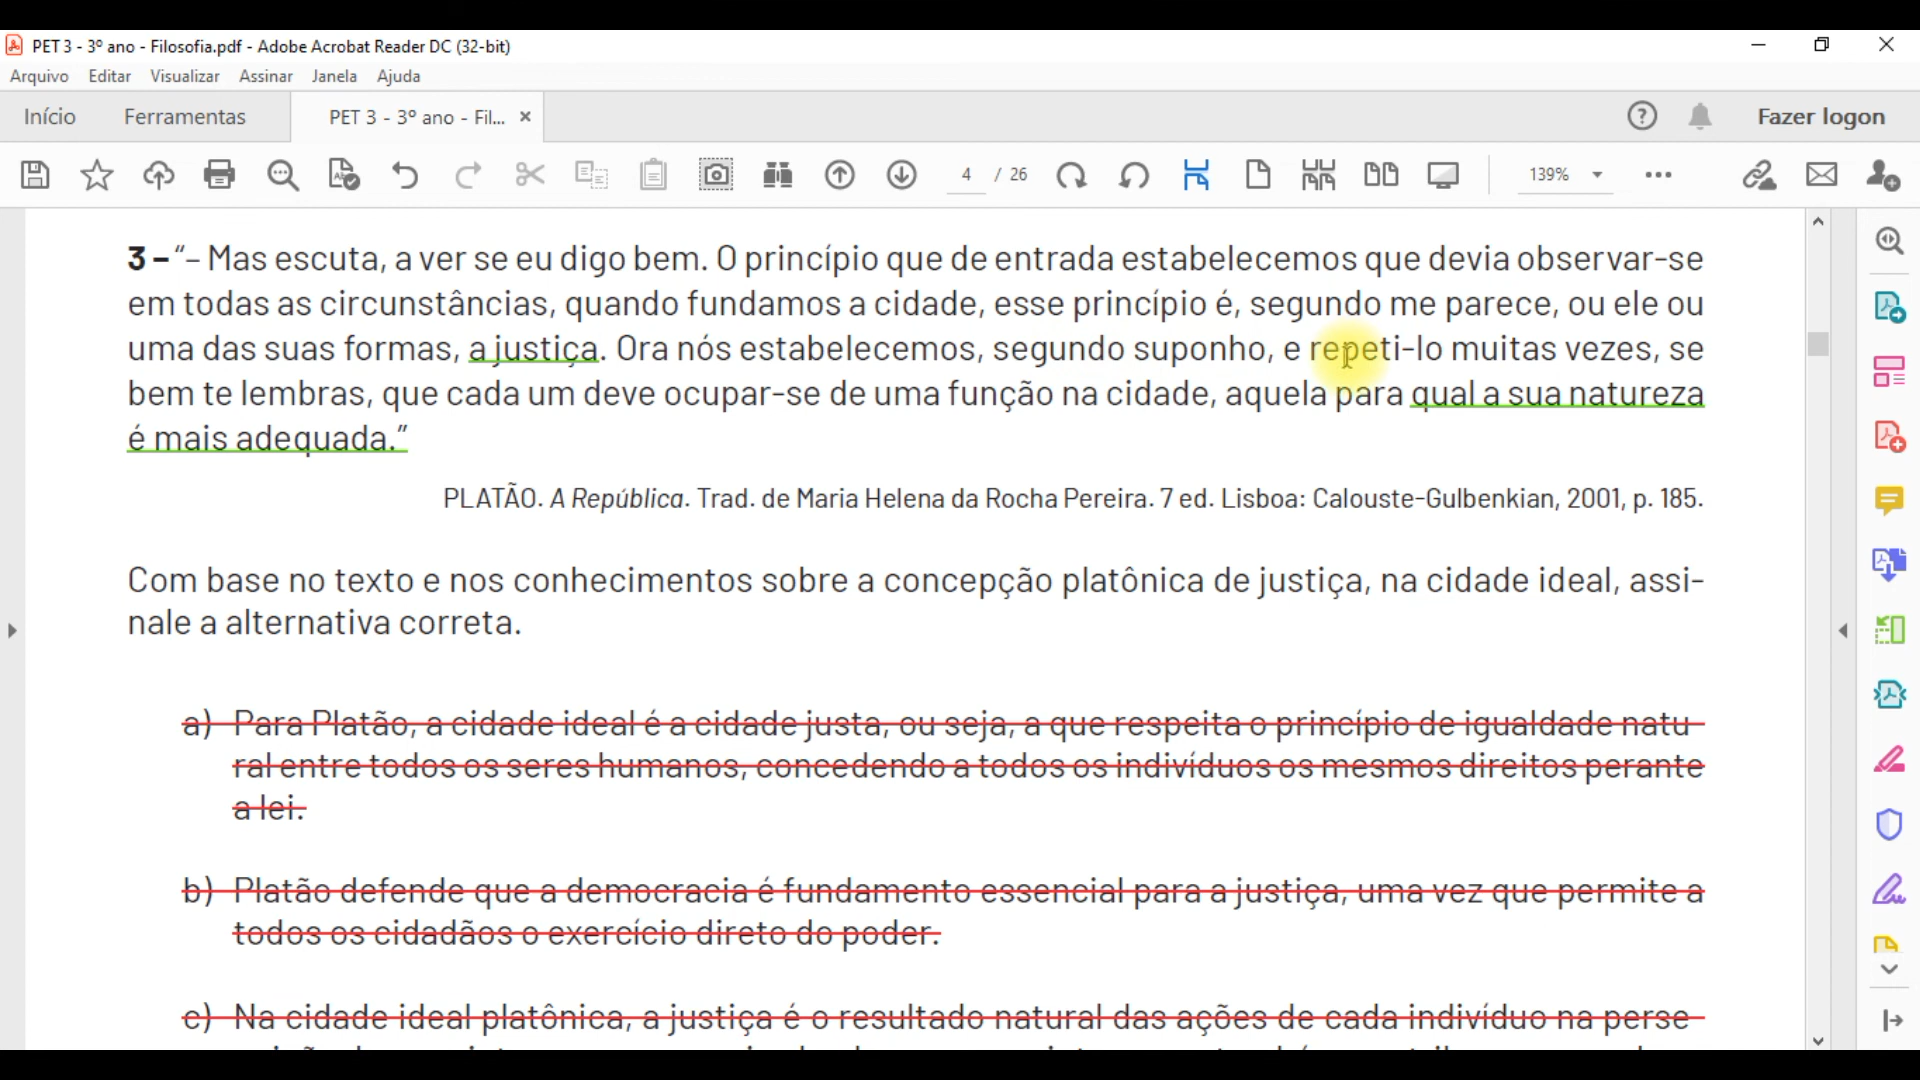 PET 3 - 3º ano - Filosofia.pdf - Adobe Acrobat Reader DC (32-bit)
Arquivo Editar Visualizar Assinar Janela Ajuda
Início Ferramentas PET 3 - 3º ano - Fil... × Fazer logon
4 / 26 139%
3 – “– Mas escuta, a ver se eu digo bem. O princípio que de entrada estabelecemos que devia observar-se
em todas as circunstâncias, quando fundamos a cidade, esse princípio é, segundo me parece, ou ele ou
uma das suas formas, a justiça. Ora nós estabelecemos, segundo suponho, e repeti-lo muitas vezes, se
bem te lembras, que cada um deve ocupar-se de uma função na cidade, aquela para qual a sua natureza
é mais adequada.”
PLATÃO. A República. Trad. de Maria Helena da Rocha Pereira. 7 ed. Lisboa: Calouste-Gulbenkian, 2001, p. 185.
Com base no texto e nos conhecimentos sobre a concepção platônica de justiça, na cidade ideal, assi-
nale a alternativa correta.
a) Para Platão, a cidade ideal é a cidade justa, ou seja, a que respeita o princípio de igualdade natu-
ral entre todos os seres humanos, concedendo a todos os indivíduos os mesmos direitos perante
a lei.
b) Platão defende que a democracia é fundamento essencial para a justiça, uma vez que permite a
todos os cidadãos o exercício direto do poder.
c) Na cidade ideal platônica, a justiça é o resultado natural das ações de cada indivíduo na perse-